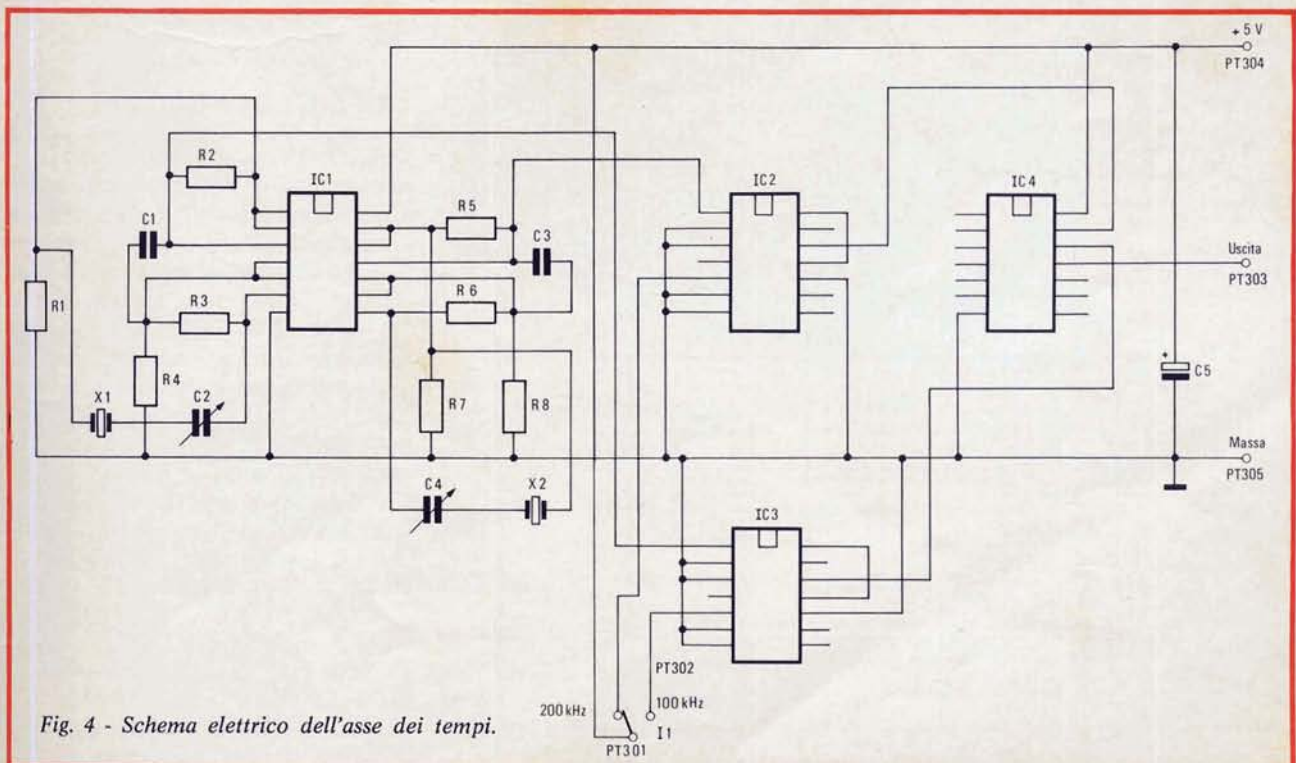 + 5 V
PT304
R2
IC1
R5
IC2
IC4
C1
C3
Uscita
PT303
R1
R3
R6
R4
X1
C2
R7
R8
+
C5
Massa
PT305
C4
X2
IC3
PT302
200 kHz
100 kHz
I1
PT301
Fig. 4 - Schema elettrico dell'asse dei tempi.